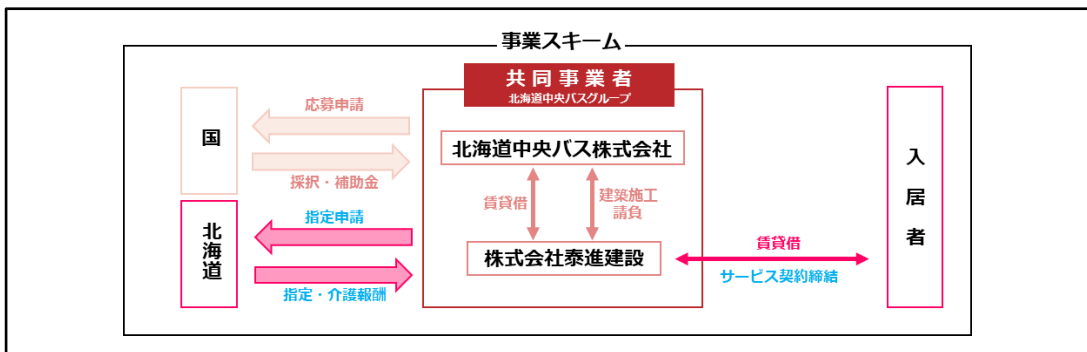 事業スキーム
共同事業者
北海道中央バスグループ
国
応募申請
採択・補助金
北海道中央バス株式会社
賃貸借
建築施工
請負
北海道
指定申請
指定・介護報酬
株式会社泰進建設
賃貸借
サービス契約締結
入居者